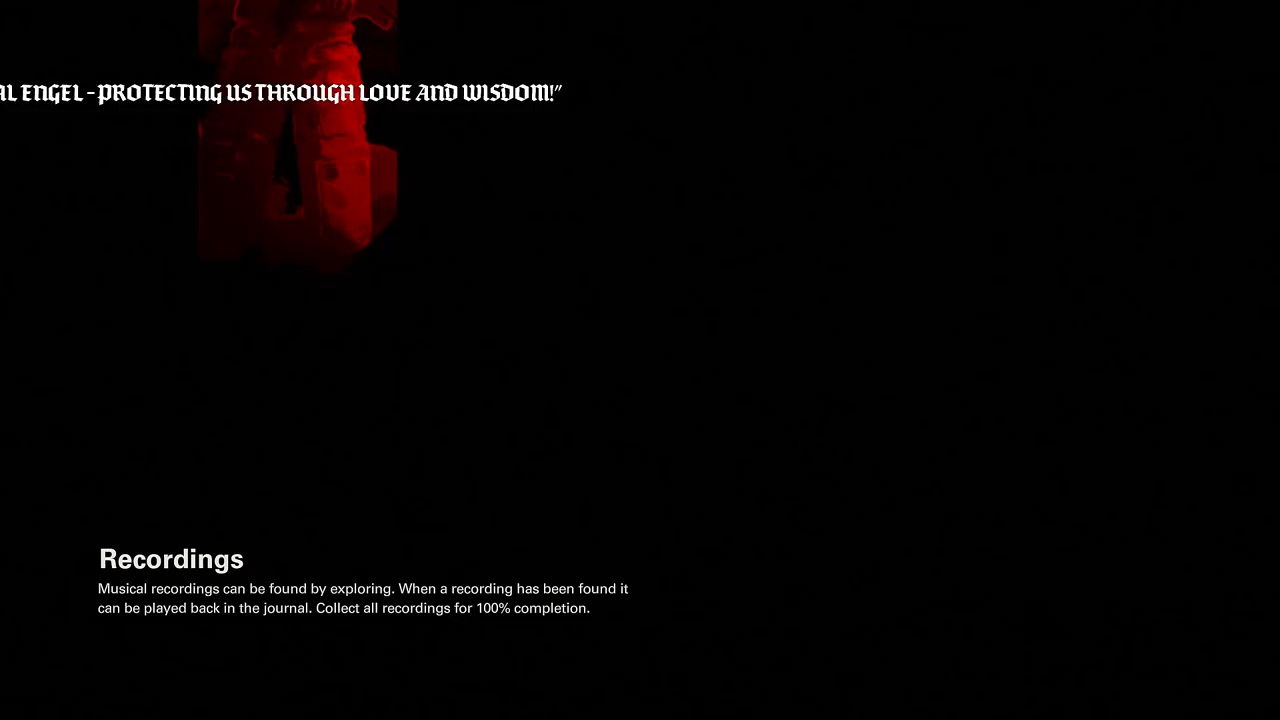 AL ENGEL - PROTECTING US THROUGH LOVE AND WISDOM!"
Recordings
Musical recordings can be found by exploring. When a recording has been found it
can be played back in the journal. Collect all recordings for 100% completion.